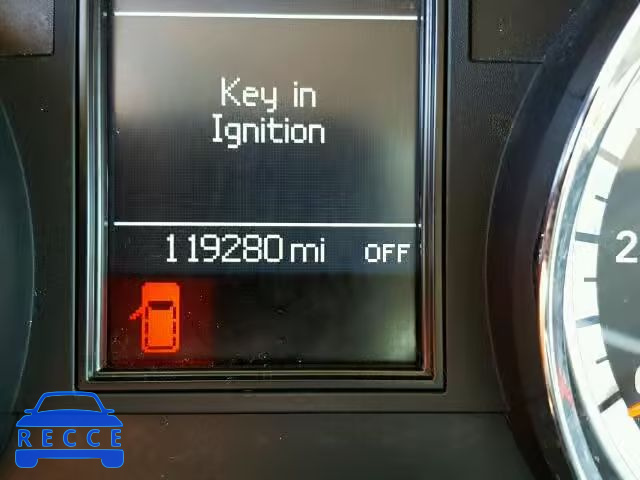 Key in
Ignition
119280 mi OFF
2
RECCE